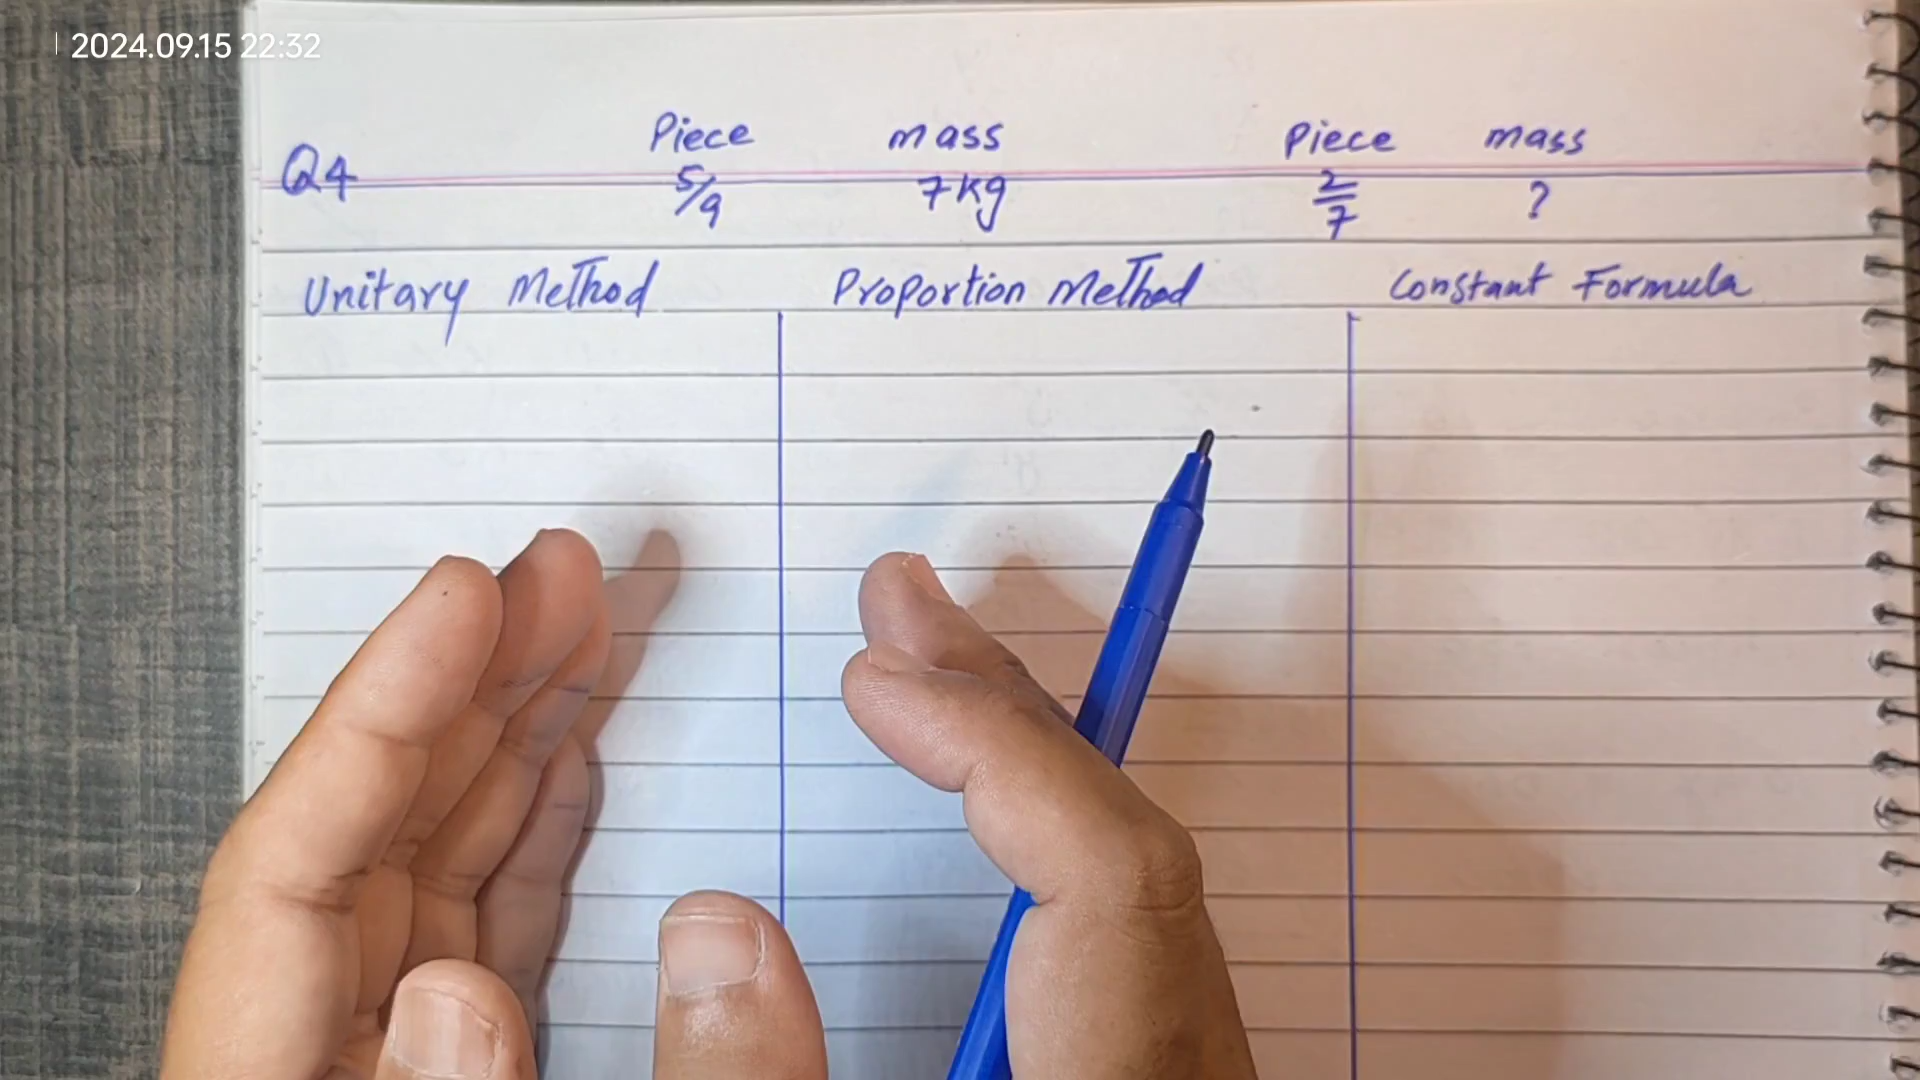 2024.09.15 22:32
Piece mass Piece mass
Q4 5/9 7kg 2/7 ?
Unitary Method Proportion Method Constant Formula